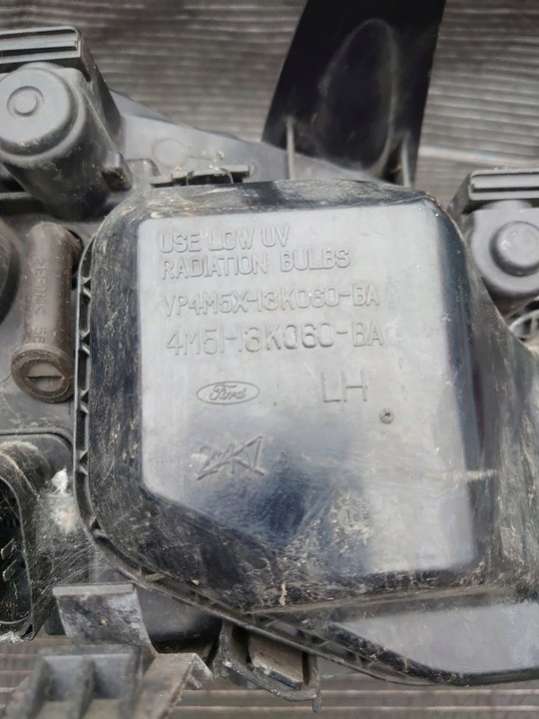 USE LOW UV
RADIATION BULBS
VP4M5X-13K060-BA
4M51-13K060-BA
Ford
LH